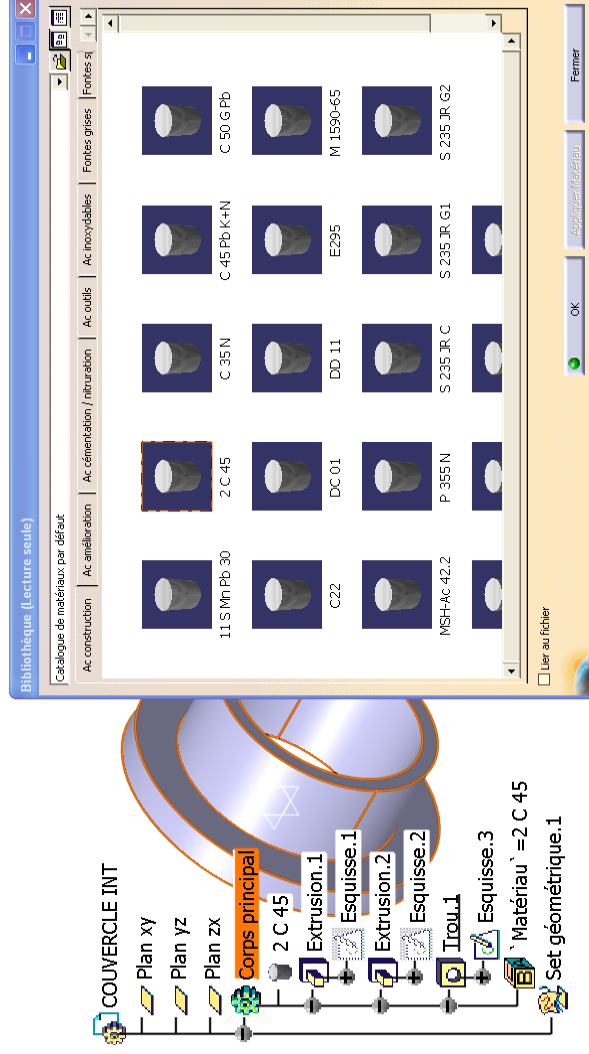 COUVERCLE INT
Plan xy
Plan yz
Plan zx
Corps principal
2 C 45
Extrusion.1
Esquisse.1
Extrusion.2
Esquisse.2
Trou.1
Esquisse.3
`Matériau`=2 C 45
Set géométrique.1
Bibliothèque (Lecture seule)
Catalogue de matériaux par défaut
Ac construction Ac amélioration Ac cémentation / nitruration Ac outils Ac inoxydables Fontes grises Fontes s
11 S Mn Pb 30 2 C 45 C 35 N C 45 Pb K+N C 50 G Pb
C22 DC 01 DD 11 E295 M 1590-65
MSH-Ac 42.2 P 355 N S 235 JR C S 235 JR G1 S 235 JR G2
Lier au fichier
OK Appliquer Matériau Fermer